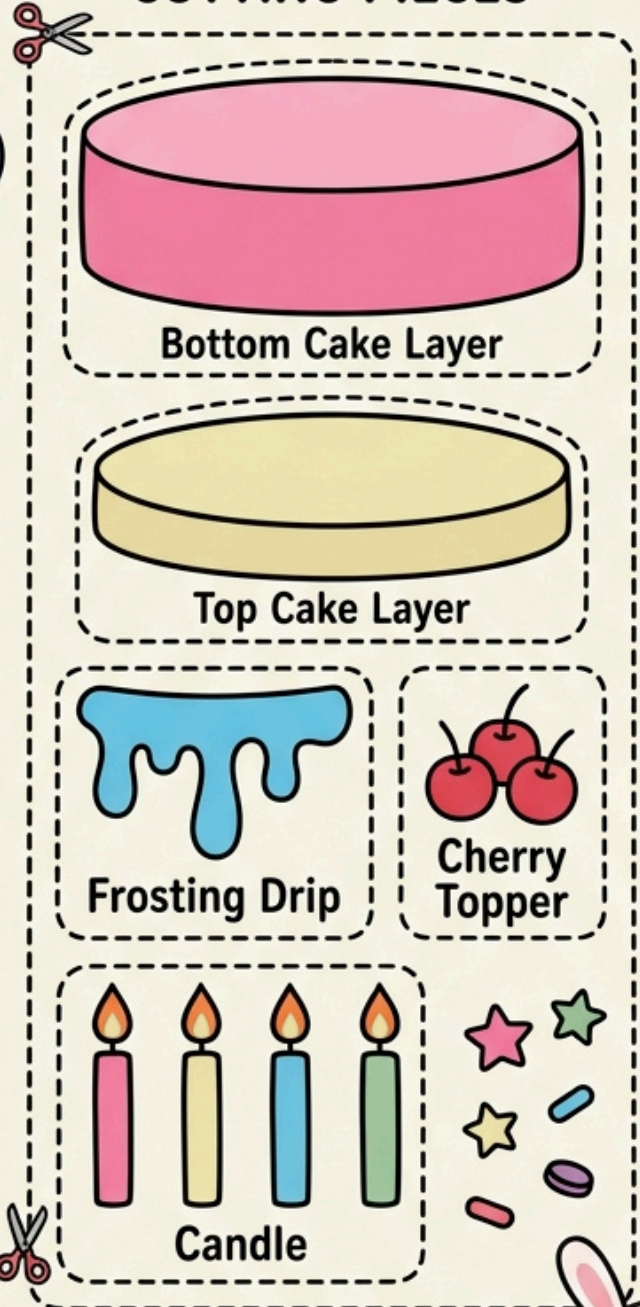 Bottom Cake Layer
Top Cake Layer
Frosting Drip
Cherry
Topper
Candle